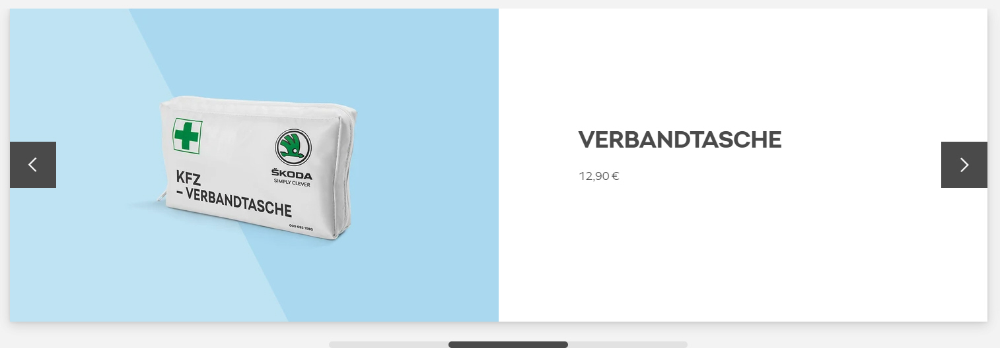 KFZ
– VERBANDTASCHE
ŠKODA
SIMPLY CLEVER
000 093 108G
VERBANDTASCHE
12,90 €